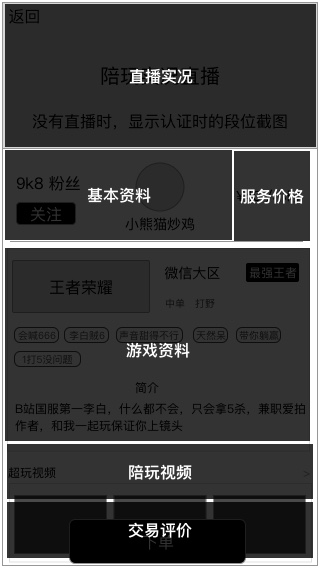 返回
直播实况
没有直播时，显示认证时的段位截图
9k8 粉丝
关注
基本资料
小熊猫炒鸡
服务价格
王者荣耀
微信大区
最强王者
中单 打野
会喊666
李白贼6
声音甜得不行
天然呆
带你躺赢
1打5没问题
游戏资料
简介
B站国服第一李白，什么都不会，只会拿5杀，兼职爱拍
作者，和我一起玩保证你上镜头
超玩视频
陪玩视频
>
交易评价
下单